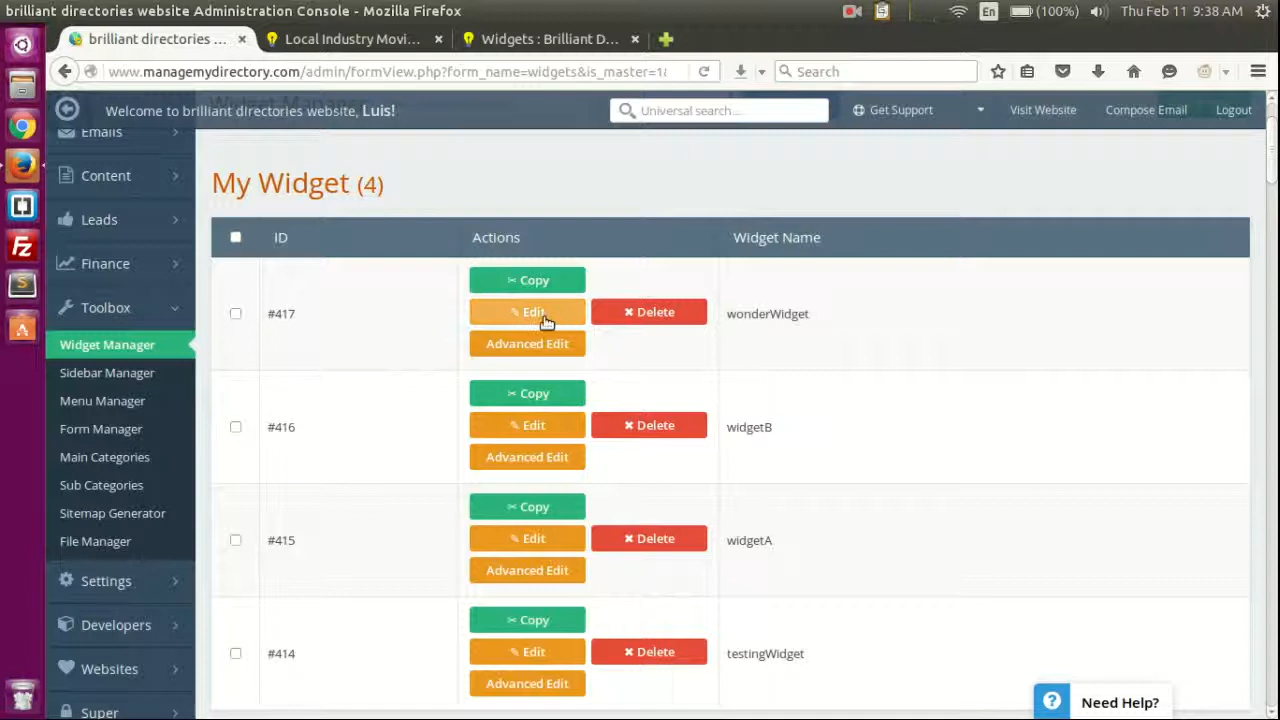 brilliant directories website Administration Console - Mozilla Firefox
En (100%) Thu Feb 11 9:38 AM
brilliant directories ... Local Industry Movi... Widgets : Brilliant D...
www.managemydirectory.com/admin/formView.php?form_name=widgets&is_master=1
Search
Welcome to brilliant directories website, Luis!
Universal search....
Get Support
Visit Website
Compose Email
Logout
Emails
Content
Leads
Finance
Toolbox
Widget Manager
Sidebar Manager
Menu Manager
Form Manager
Main Categories
Sub Categories
Sitemap Generator
File Manager
Settings
Developers
Websites
Super
My Widget (4)
ID Actions Widget Name
Copy
#417 Edit Delete wonderWidget
Advanced Edit
Copy
#416 Edit Delete widgetB
Advanced Edit
Copy
#415 Edit Delete widgetA
Advanced Edit
Copy
#414 Edit Delete testingWidget
Advanced Edit
Need Help?